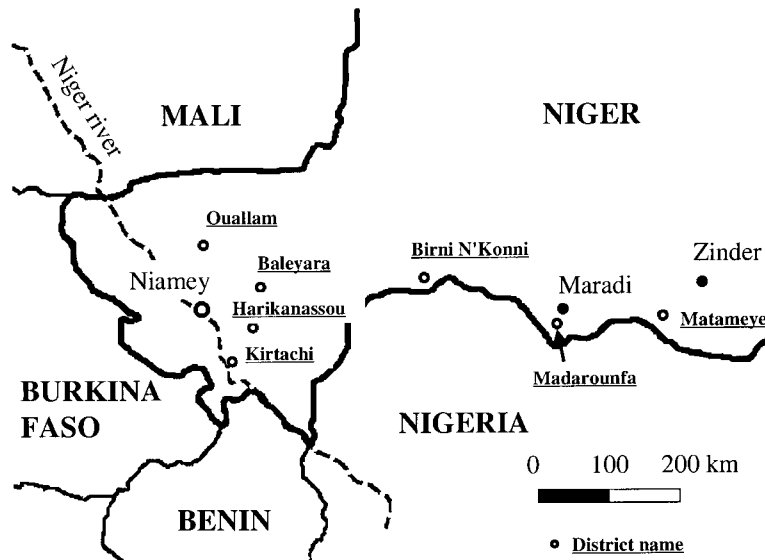 Niger river
MALI
NIGER
Ouallam
Birni N'Konni
Zinder
Baleyara
Niamey
Maradi
Harikanassou
Matameye
Kirtachi
Madarounfa
BURKINA
FASO
NIGERIA
0 100 200 km
BENIN
District name